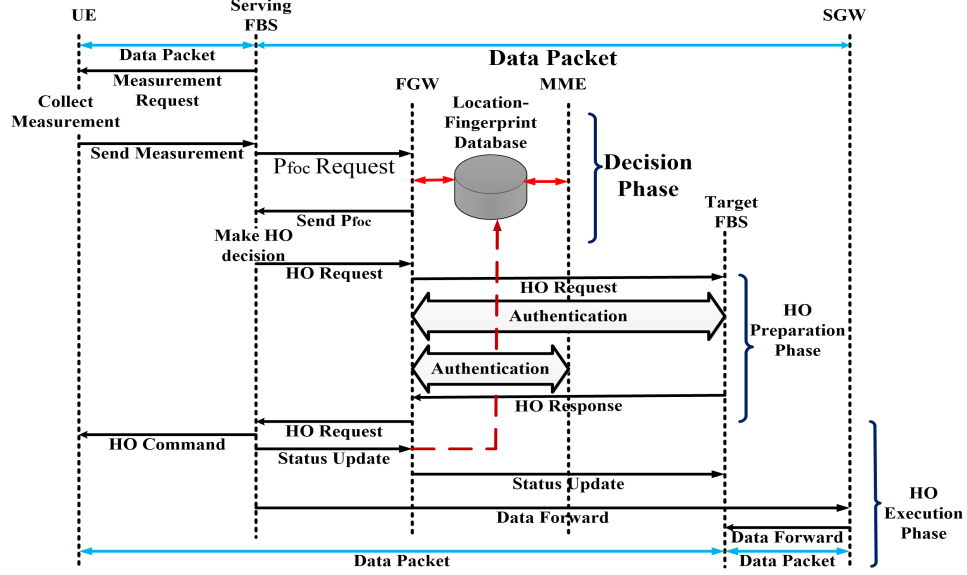 UE
Serving
FBS
SGW
Data Packet
Data Packet
Measurement
Request
FGW
MME
Collect
Measurement
Location-
Fingerprint
Database
Send Measurement
Pfoc Request
Decision
Phase
Send Pfoc
Target
FBS
Make HO
decision
HO Request
HO Request
Authentication
HO
Preparation
Phase
Authentication
HO Response
HO Request
HO Command
Status Update
Status Update
HO
Execution
Phase
Data Forward
Data Forward
Data Packet
Data Packet